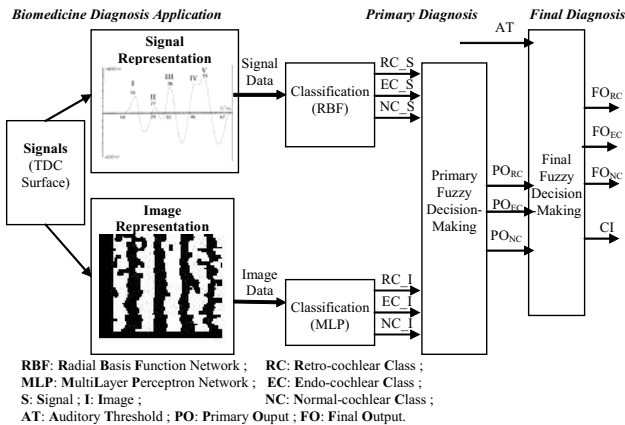 Biomedicine Diagnosis Application
Primary Diagnosis
Final Diagnosis
Signal
Representation
I
II
III
IV
V
Signal
Data
Classification
(RBF)
RC_S
EC_S
NC_S
AT
Signals
(TDC
Surface)
Image
Representation
Image
Data
Classification
(MLP)
RC_I
EC_I
NC_I
Primary
Fuzzy
Decision-
Making
PO_RC
PO_EC
PO_NC
Final
Fuzzy
Decision
Making
FO_RC
FO_EC
FO_NC
CI
RBF: Radial Basis Function Network ; RC: Retro-cochlear Class ;
MLP: MultiLayer Perceptron Network ; EC: Endo-cochlear Class ;
S: Signal ; I: Image ; NC: Normal-cochlear Class ;
AT: Auditory Threshold ; PO: Primary Ouput ; FO: Final Output.